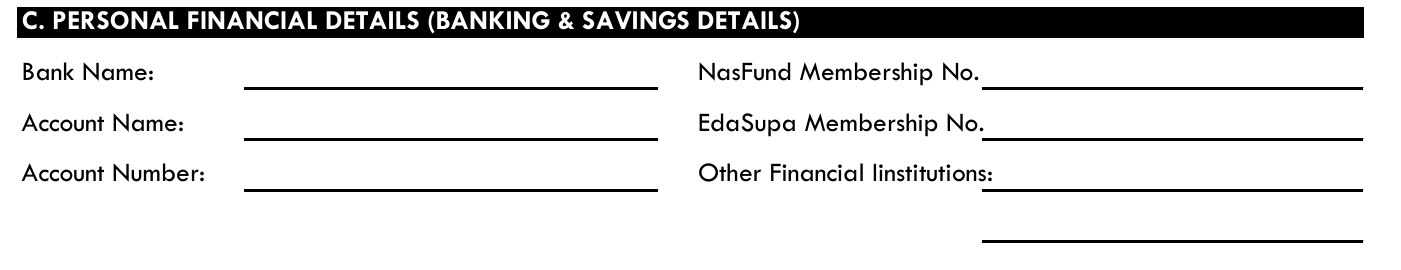 C. PERSONAL FINANCIAL DETAILS (BANKING & SAVINGS DETAILS)
Bank Name:
NasFund Membership No.
Account Name:
EdaSupa Membership No.
Account Number:
Other Financial Iinstitutions: